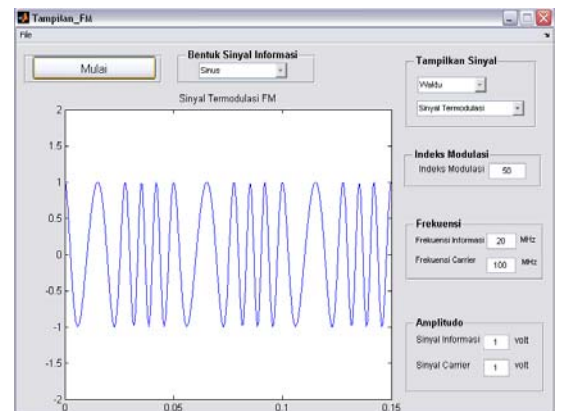 Tampilan_FM
File
Mulai
Bentuk Sinyal Informasi
Sinus
Sinyal Termodulasi FM
2
1.5
1
0.5
0
-0.5
-1
-1.5
-2
0
0.05
0.1
0.15
Tampilkan Sinyal
Waktu
Sinyal Termodulasi
Indeks Modulasi
Indeks Modulasi 50
Frekuensi
Frekuensi Informasi 20 MHz
Frekuensi Carrier 100 MHz
Amplitudo
Sinyal Informasi 1 volt
Sinyal Carrier 1 volt